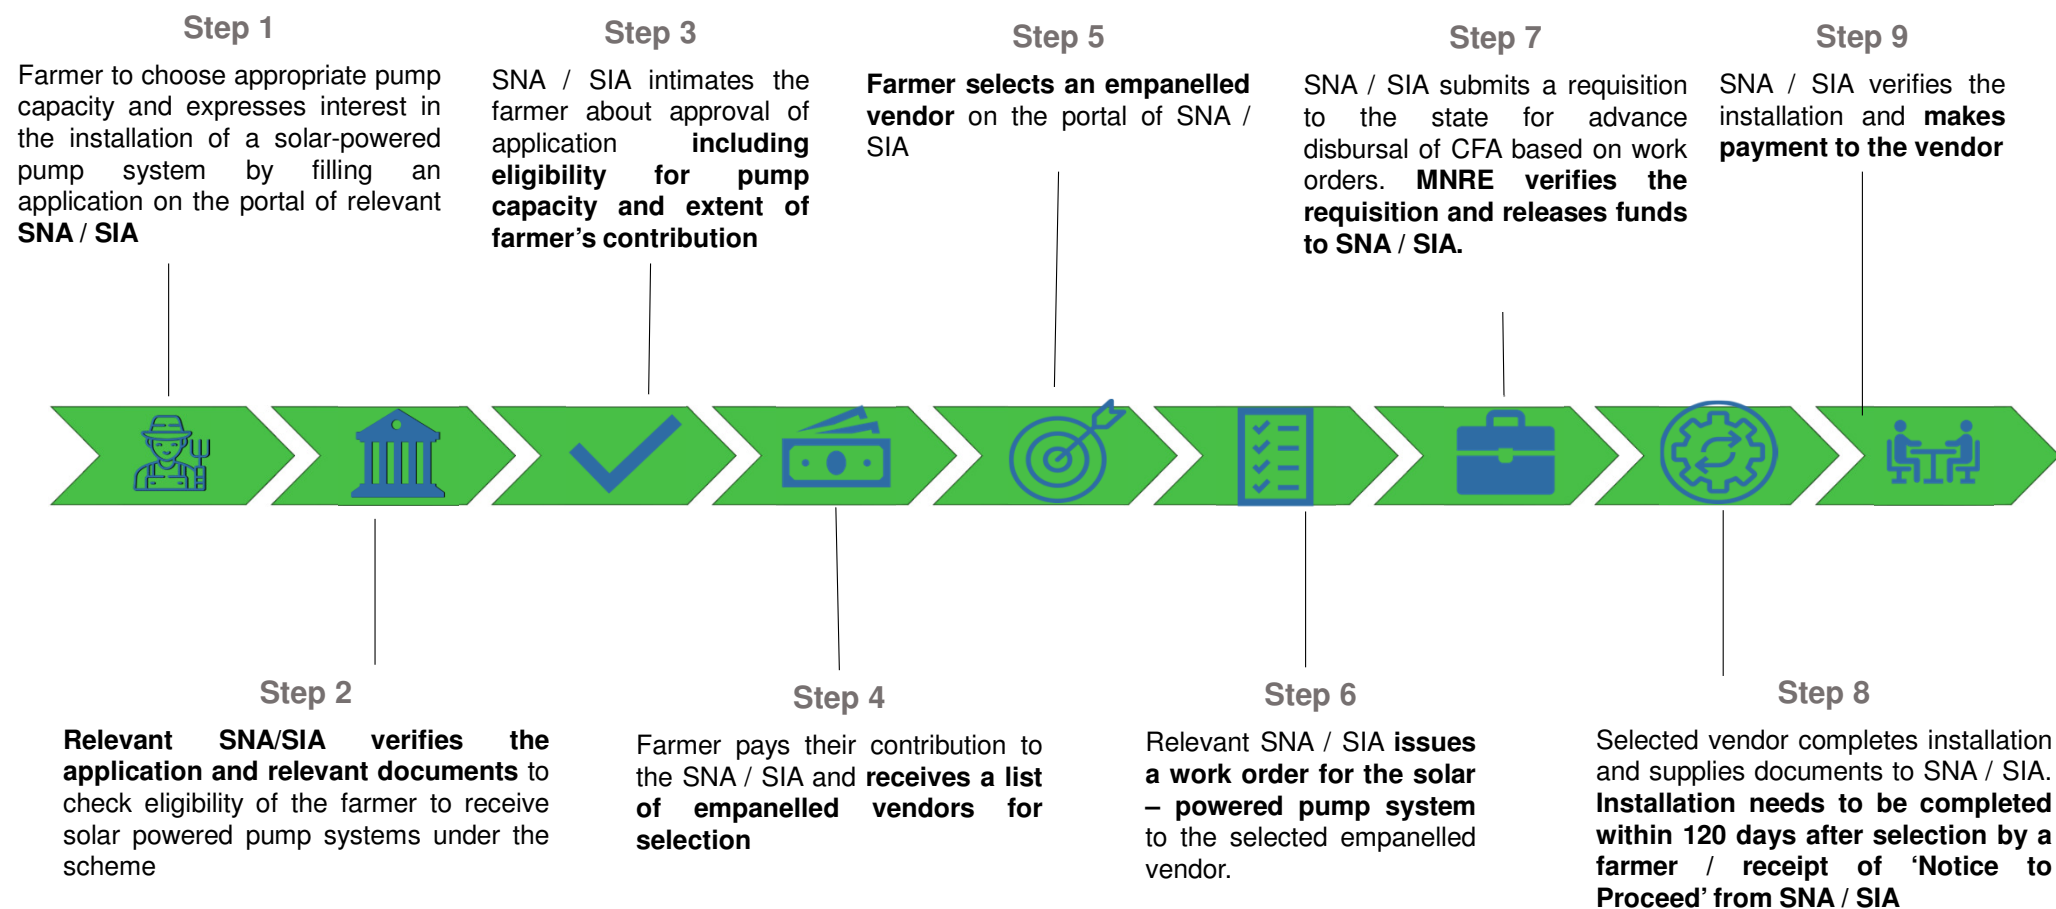 Step 1
Farmer to choose appropriate pump
capacity and expresses interest in
the installation of a solar-powered
pump system by filling an
application on the portal of relevant
SNA / SIA
Step 2
Relevant SNA/SIA verifies the
application and relevant documents to
check eligibility of the farmer to receive
solar powered pump systems under the
scheme
Step 3
SNA / SIA intimates the
farmer about approval of
application including
eligibility for pump
capacity and extent of
farmer’s contribution
Step 4
Farmer pays their contribution to
the SNA / SIA and receives a list
of empanelled vendors for
selection
Step 5
Farmer selects an empanelled
vendor on the portal of SNA /
SIA
Step 6
Relevant SNA / SIA issues
a work order for the solar
– powered pump system
to the selected empanelled
vendor.
Step 7
SNA / SIA submits a requisition
to the state for advance
disbursal of CFA based on work
orders. MNRE verifies the
requisition and releases funds
to SNA / SIA.
Step 8
Selected vendor completes installation
and supplies documents to SNA / SIA.
Installation needs to be completed
within 120 days after selection by a
farmer / receipt of ‘Notice to
Proceed’ from SNA / SIA
Step 9
SNA / SIA verifies the
installation and makes
payment to the vendor